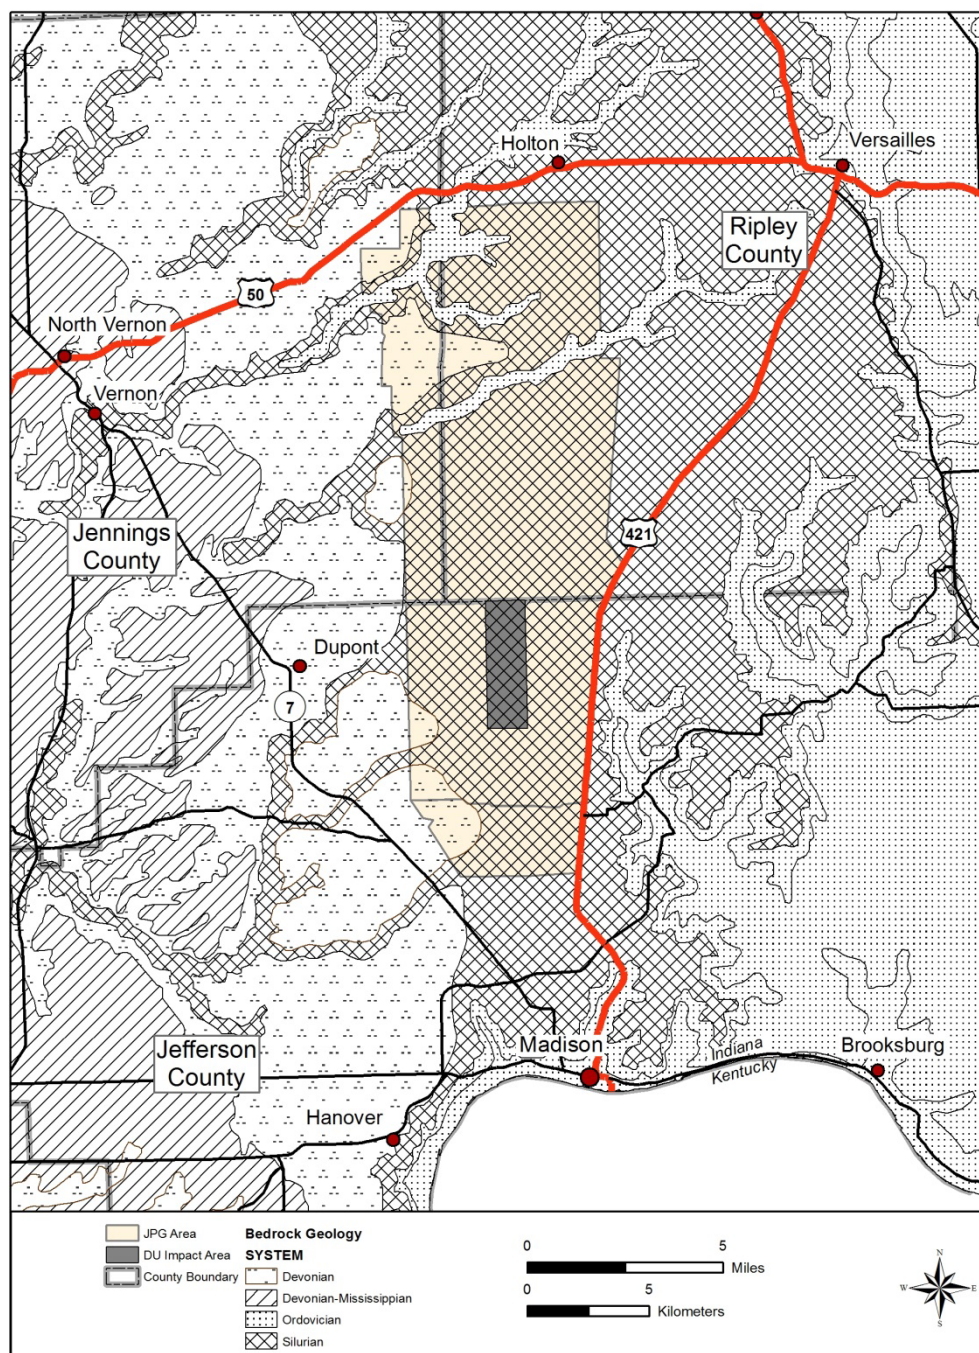 Holton
Versailles
Ripley
County
50
North Vernon
Vernon
421
Jennings
County
Dupont
7
Madison
Indiana
Kentucky
Brooksburg
Jefferson
County
Hanover
JPG Area
DU Impact Area
County Boundary
Bedrock Geology
SYSTEM
Devonian
Devonian-Mississippian
Ordovician
Silurian
0 5
Miles
0 5
Kilometers
N
W E
S